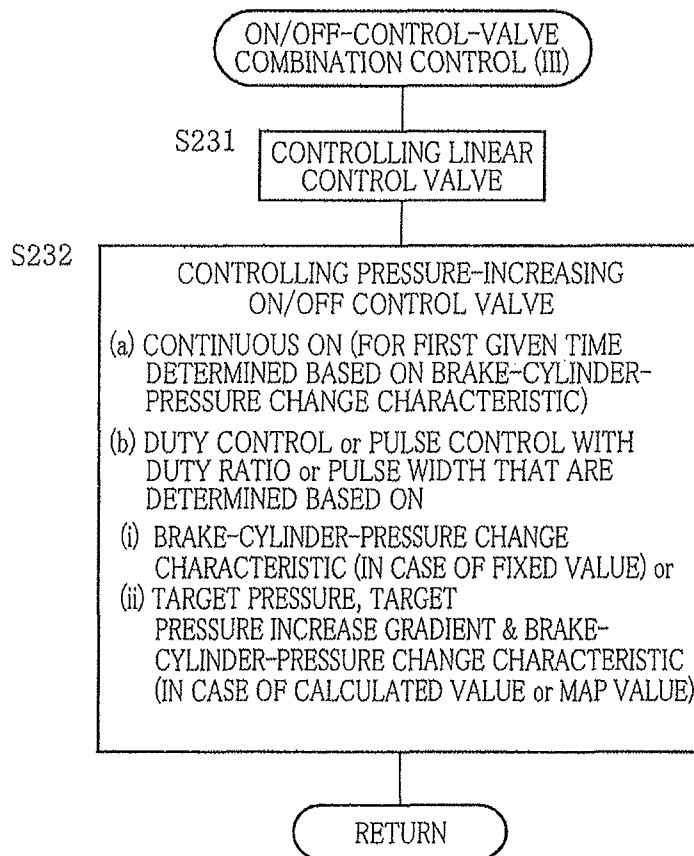 ON/OFF-CONTROL-VALVE
COMBINATION CONTROL (III)
S231
CONTROLLING LINEAR
CONTROL VALVE
S232
CONTROLLING PRESSURE-INCREASING
ON/OFF CONTROL VALVE
(a) CONTINUOUS ON (FOR FIRST GIVEN TIME
DETERMINED BASED ON BRAKE-CYLINDER-
PRESSURE CHANGE CHARACTERISTIC)
(b) DUTY CONTROL or PULSE CONTROL WITH
DUTY RATIO or PULSE WIDTH THAT ARE
DETERMINED BASED ON
(i) BRAKE-CYLINDER-PRESSURE CHANGE
CHARACTERISTIC (IN CASE OF FIXED VALUE) or
(ii) TARGET PRESSURE, TARGET
PRESSURE INCREASE GRADIENT & BRAKE-
CYLINDER-PRESSURE CHANGE CHARACTERISTIC
(IN CASE OF CALCULATED VALUE or MAP VALUE)
RETURN